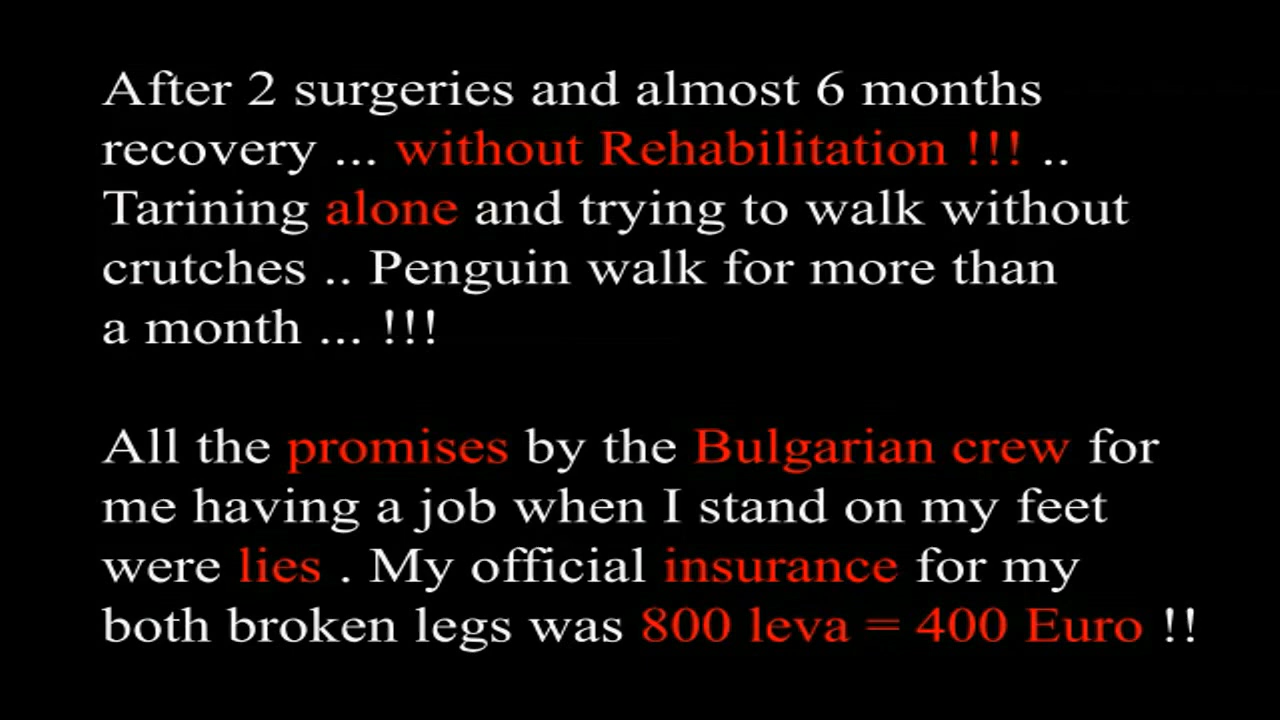 After 2 surgeries and almost 6 months
recovery ... without Rehabilitation !!! ..
Tarining alone and trying to walk without
crutches .. Penguin walk for more than
a month ... !!!
All the promises by the Bulgarian crew for
me having a job when I stand on my feet
were lies . My official insurance for my
both broken legs was 800 leva = 400 Euro !!